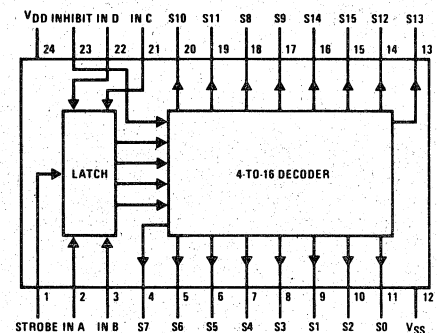 VDD INHIBIT IN D IN C S10 S11 S8 S9 S14 S15 S12 S13
24 23 22 21 20 19 18 17 16 15 14 13
LATCH
4-TO-16 DECODER
1 2 3 4 5 6 7 8 9 10 11 12
STROBE IN A IN B S7 S6 S5 S4 S3 S1 S2 S0 VSS